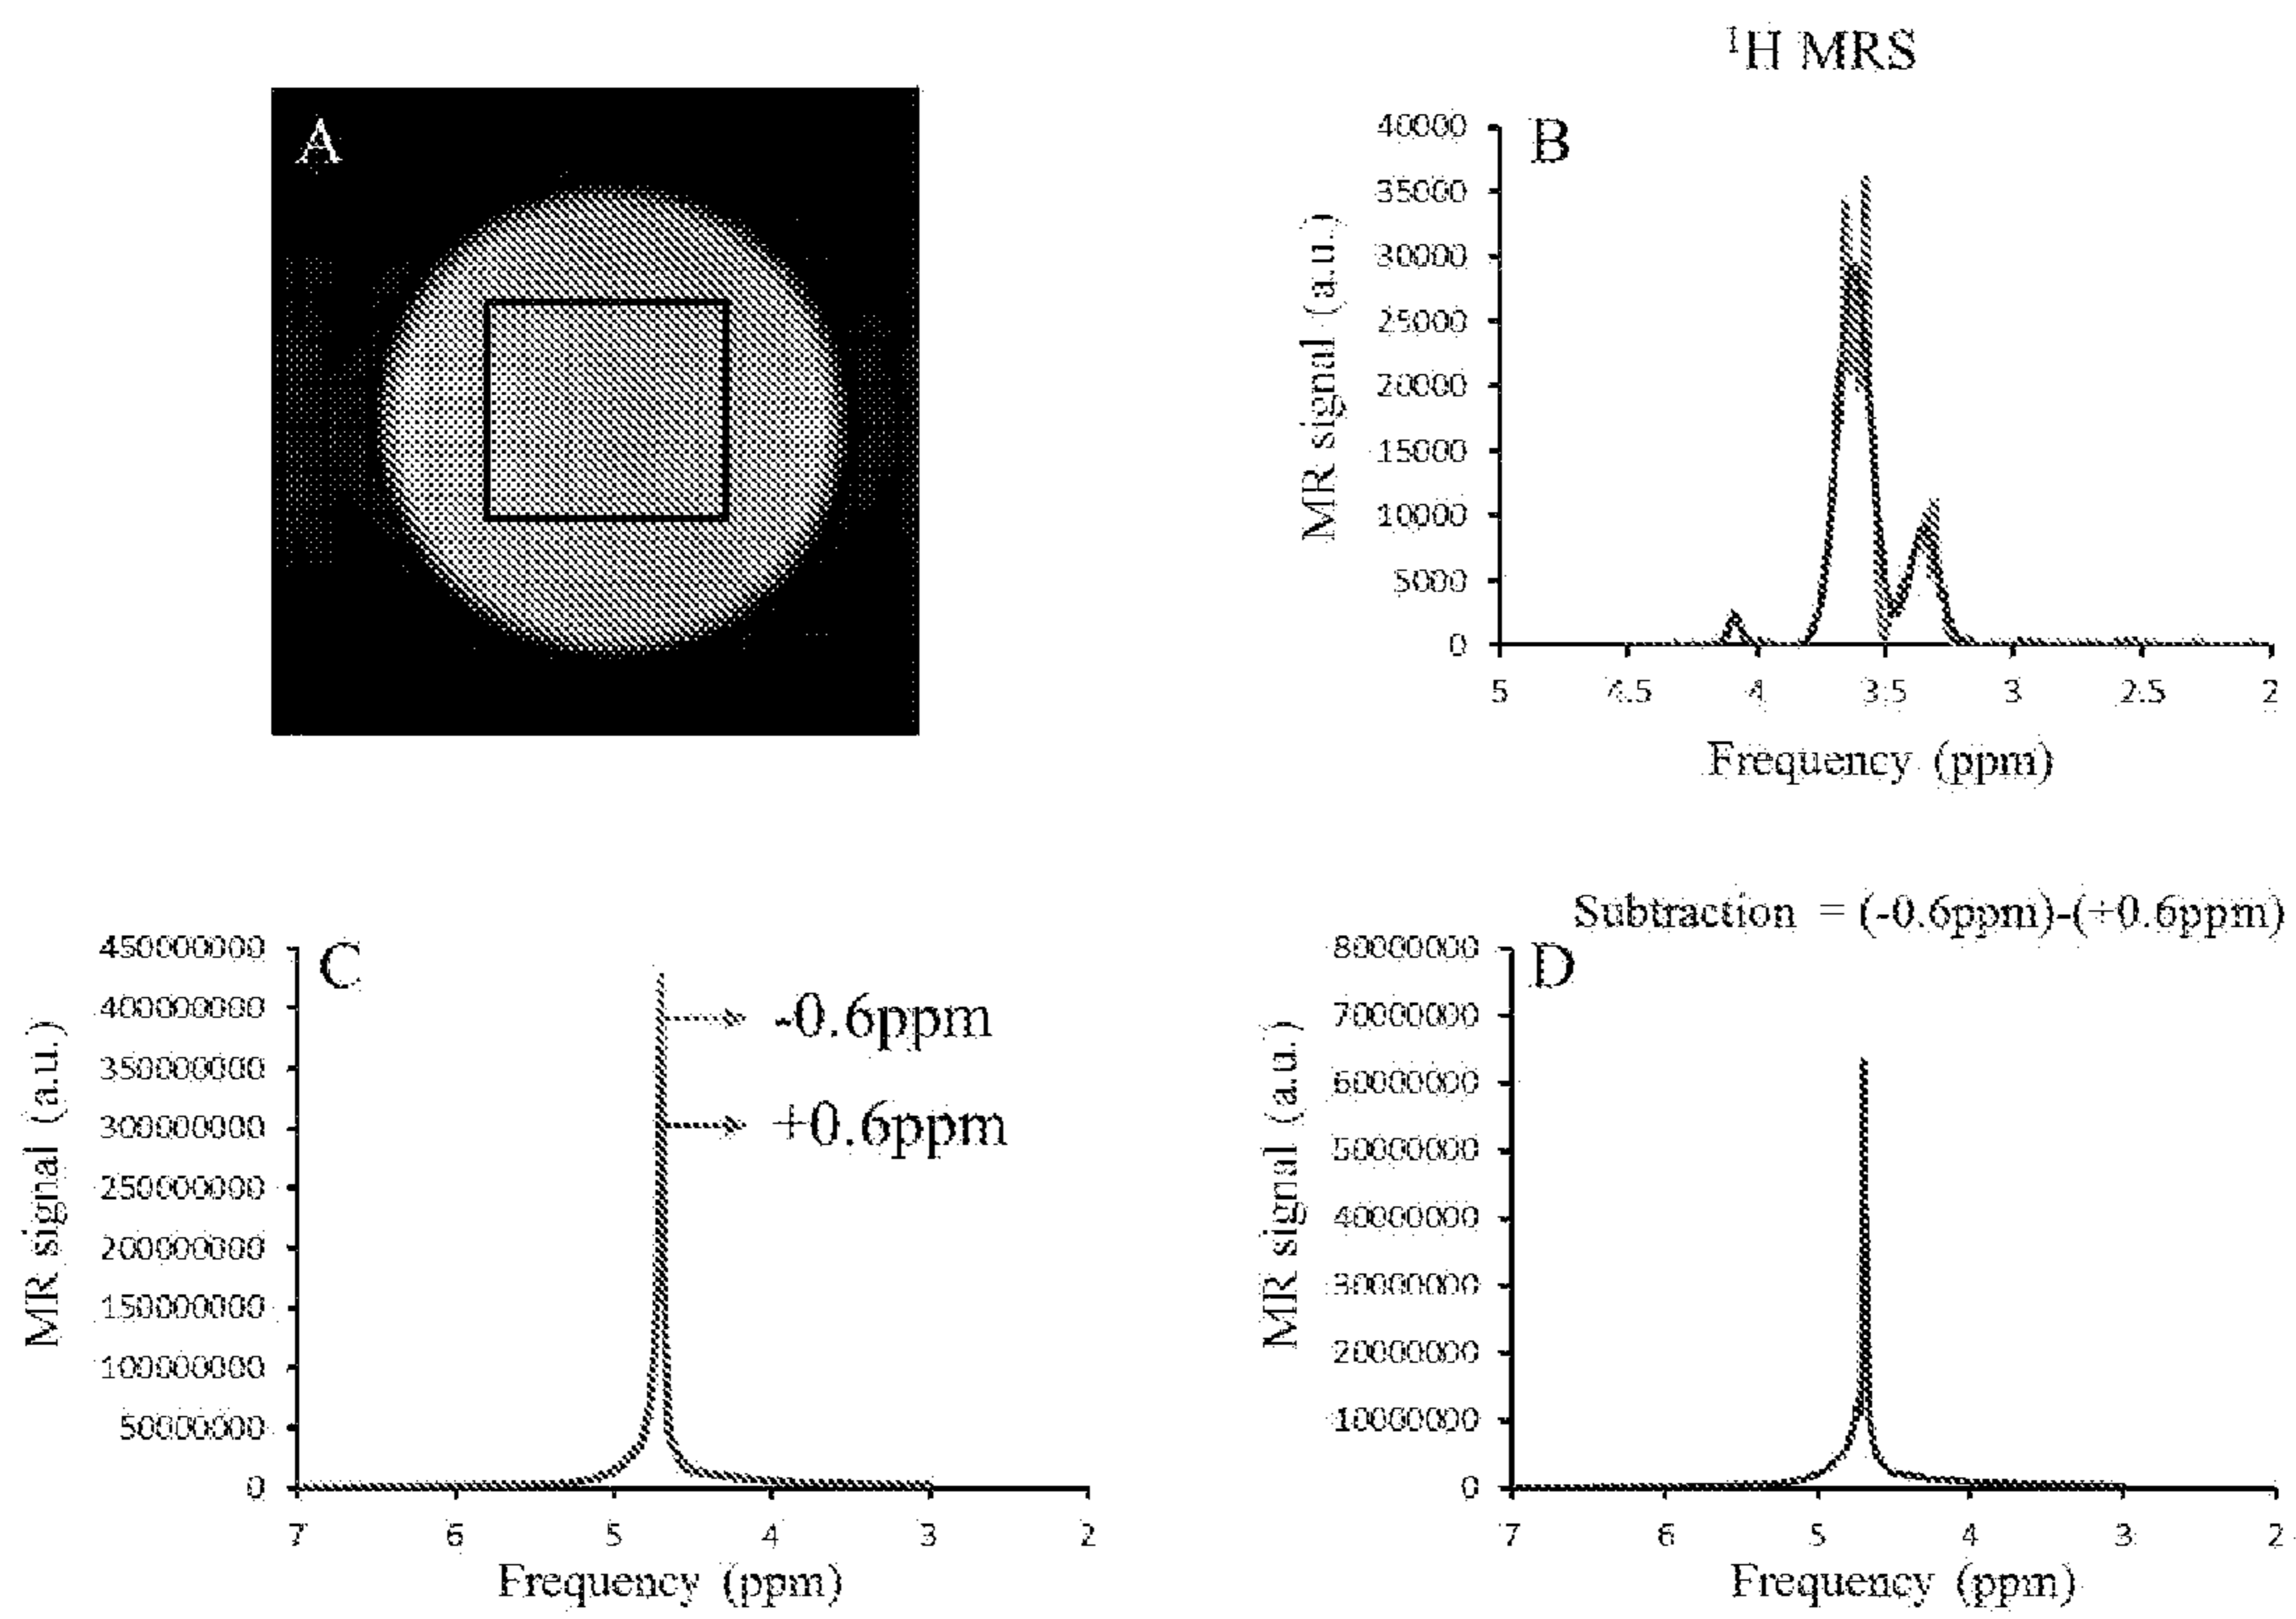 A
¹H MRS
B
MR signal (a.u.)
40000
35000
30000
25000
20000
15000
10000
5000
0
5 4.5 4 3.5 3 2.5 2
Frequency (ppm)
C
MR signal (a.u.)
450000000
400000000
350000000
300000000
250000000
200000000
150000000
100000000
50000000
0
-0.6ppm
+0.6ppm
7 6 5 4 3 2
Frequency (ppm)
Subtraction = (-0.6ppm)-(+0.6ppm)
D
MR signal (a.u.)
80000000
70000000
60000000
50000000
40000000
30000000
20000000
10000000
0
7 6 5 4 3 2
Frequency (ppm)